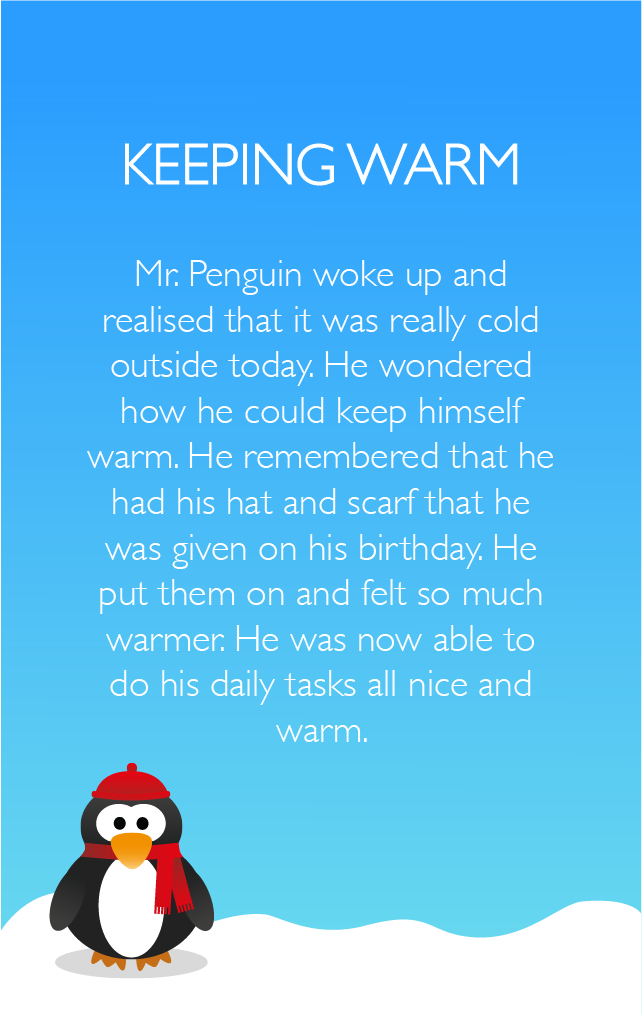 KEEPING WARM
Mr. Penguin woke up and
realised that it was really cold
outside today. He wondered
how he could keep himself
warm. He remembered that he
had his hat and scarf that he
was given on his birthday. He
put them on and felt so much
warmer. He was now able to
do his daily tasks all nice and
warm.